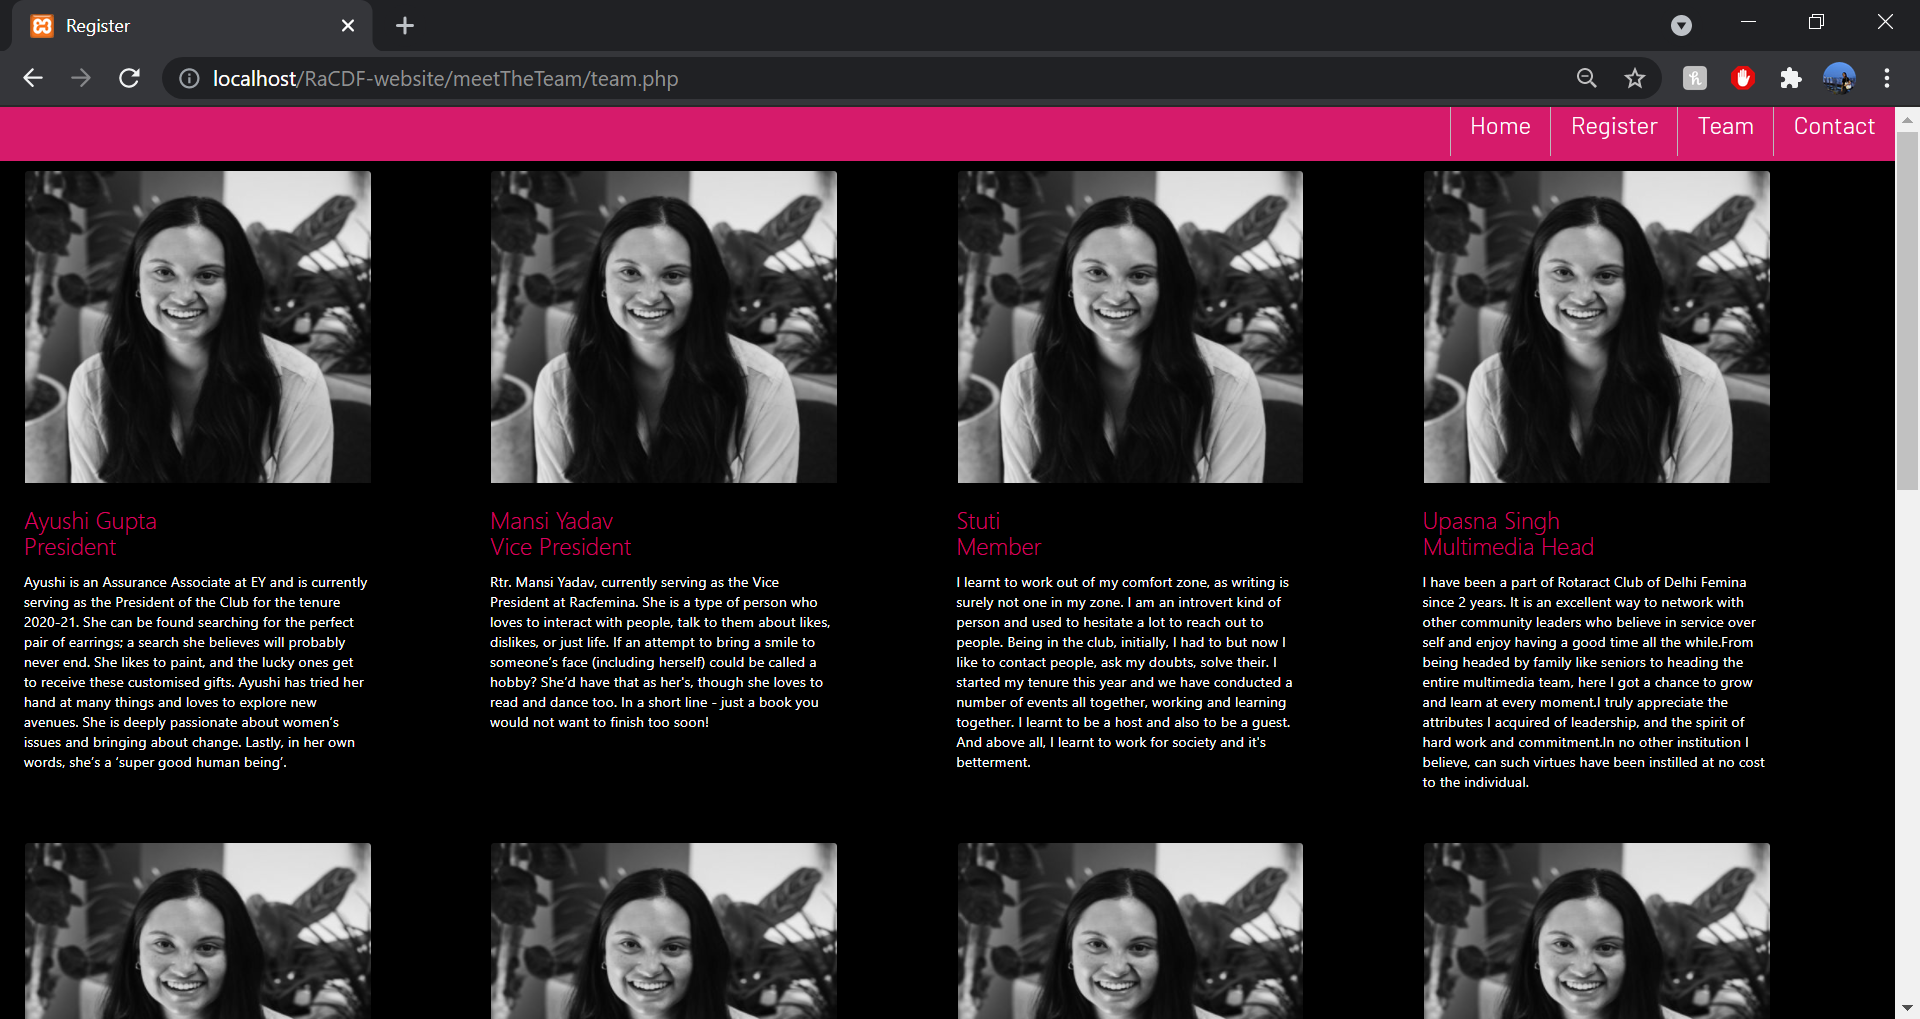 Register
localhost/RaCDF-website/meetTheTeam/team.php
Home
Register
Team
Contact
Ayushi Gupta
President
Ayushi is an Assurance Associate at EY and is currently
serving as the President of the Club for the tenure
2020-21. She can be found searching for the perfect
pair of earrings; a search she believes will probably
never end. She likes to paint, and the lucky ones get
to receive these customised gifts. Ayushi has tried her
hand at many things and loves to explore new
avenues. She is deeply passionate about women’s
issues and bringing about change. Lastly, in her own
words, she’s a ‘super good human being’.
Mansi Yadav
Vice President
Rtr. Mansi Yadav, currently serving as the Vice
President at Racfemina. She is a type of person who
loves to interact with people, talk to them about likes,
dislikes, or just life. If an attempt to bring a smile to
someone’s face (including herself) could be called a
hobby? She’d have that as her's, though she loves to
read and dance too. In a short line - just a book you
would not want to finish too soon!
Stuti
Member
I learnt to work out of my comfort zone, as writing is
surely not one in my zone. I am an introvert kind of
person and used to hesitate a lot to reach out to
people. Being in the club, initially, I had to but now I
like to contact people, ask my doubts, solve their. I
started my tenure this year and we have conducted a
number of events all together, working and learning
together. I learnt to be a host and also to be a guest.
And above all, I learnt to work for society and it's
betterment.
Upasna Singh
Multimedia Head
I have been a part of Rotaract Club of Delhi Femina
since 2 years. It is an excellent way to network with
other community leaders who believe in service over
self and enjoy having a good time all the while.From
being headed by family like seniors to heading the
entire multimedia team, here I got a chance to grow
and learn at every moment.I truly appreciate the
attributes I acquired of leadership, and the spirit of
hard work and commitment.In no other institution I
believe, can such virtues have been instilled at no cost
to the individual.